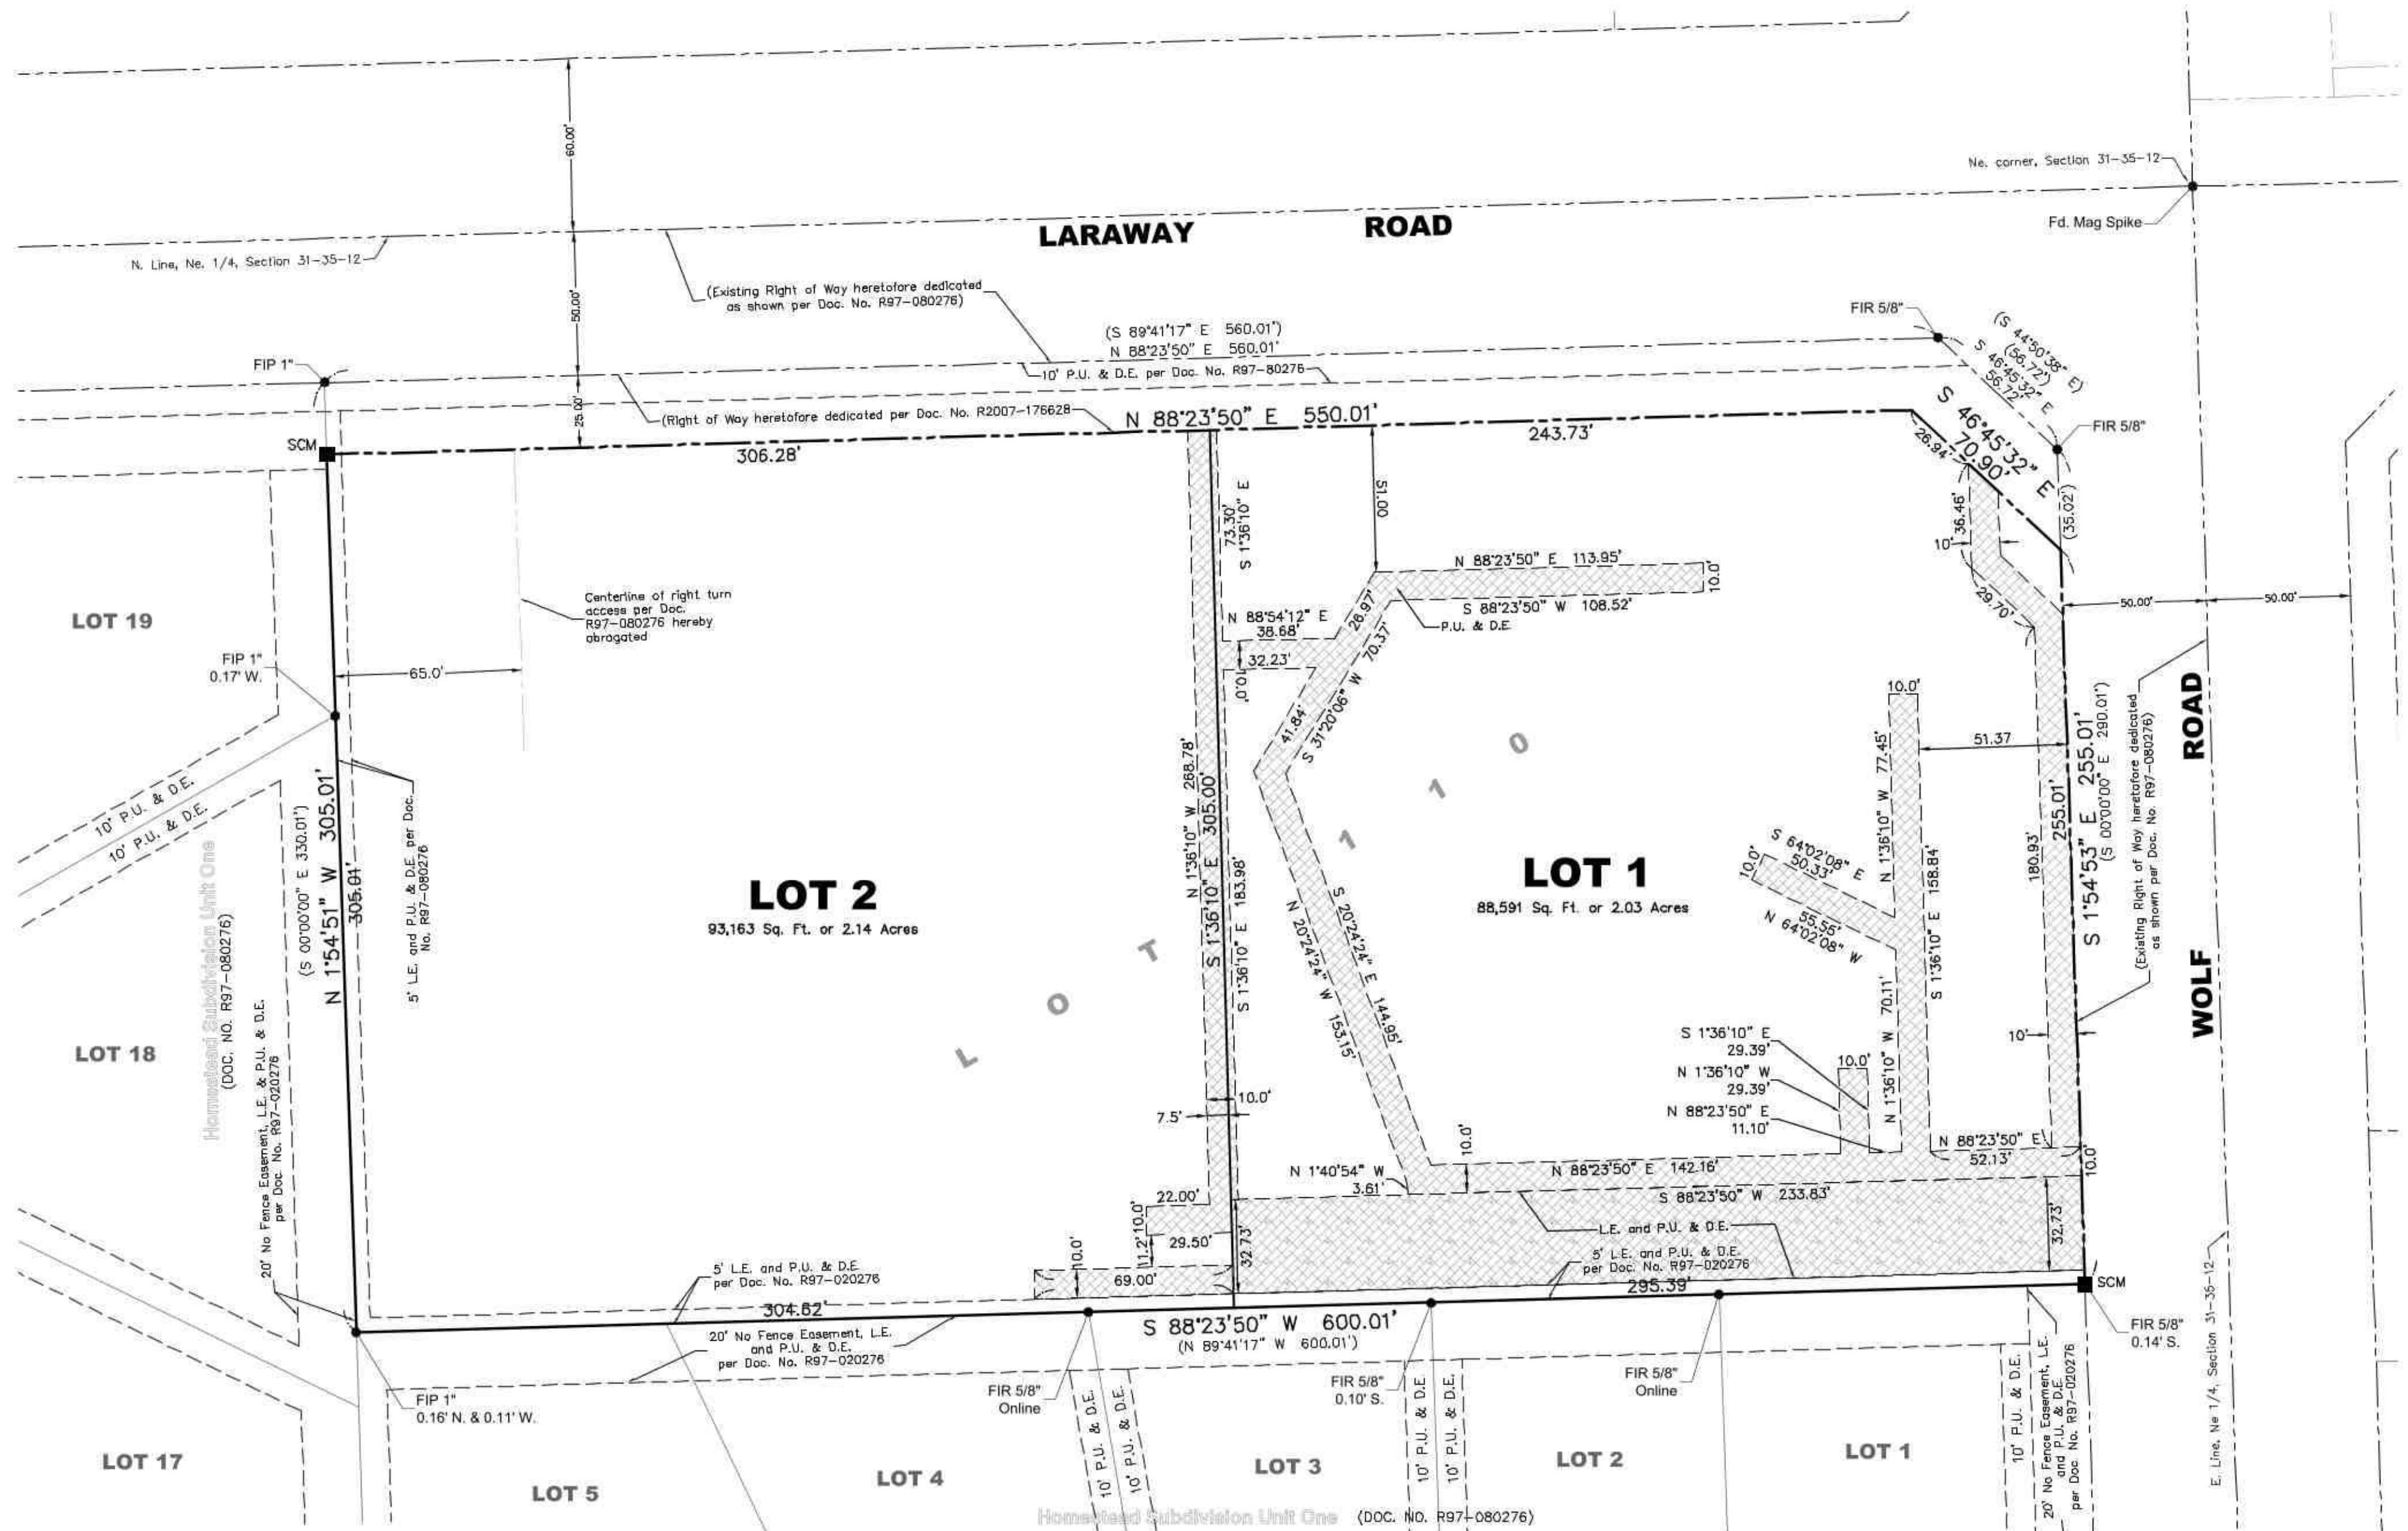 60.00'
Ne. corner, Section 31-35-12
Fd. Mag Spike
LARAWAY ROAD
N. Line, Ne. 1/4, Section 31-35-12
(Existing Right of Way heretofore dedicated
as shown per Doc. No. R97-080276)
50.00'
FIR 5/8"
(S 89°41'17" E 560.01')
N 88°23'50" E 560.01'
(S 44°50'38" E)
(56.72')
S 46°45'32" E
56.72'
FIP 1"
10' P.U. & D.E. per Doc. No. R97-80276
25.00'
(Right of Way heretofore dedicated per Doc. No. R2007-176628
N 88°23'50" E 550.01'
S 46°45'32" E
70.90'
FIR 5/8"
SCM
306.28'
243.73'
26.94'
(35.02')
51.00
73.30'
S 1°36'10" E
36.46'
10'
29.70'
N 88°23'50" E 113.95'
10.0'
S 88°23'50" W 108.52'
P.U. & D.E.
Centerline of right turn
access per Doc.
R97-080276 hereby
abrogated
LOT 19
50.00'
50.00'
N 88°54'12" E
38.68'
26.97'
70.37'
S 31°20'06" W
32.23'
10.0'
41.84'
FIP 1"
0.17' W.
65.0'
10.0'
51.37
N 1°36'10" W 77.45'
WOLF ROAD
(Existing Right of Way heretofore dedicated
as shown per Doc. No. R97-080276)
S 1°54'53" E 255.01'
(S 00°00'00" E 290.01')
255.01'
180.93'
10' P.U. & D.E.
10' P.U. & D.E.
Homestead Subdivision Unit One
(DOC. NO. R97-080276)
(S 00°00'00" E 330.01')
N 1°54'51" W 305.01'
305.01'
5' L.E. and P.U. & D.E. per Doc.
No. R97-080276
LOT 2
93,163 Sq. Ft. or 2.14 Acres
N 1°36'10" W 268.78'
S 1°36'10" E 305.00'
S 1°36'10" E 183.98'
LOT 110
LOT 1
88,591 Sq. Ft. or 2.03 Acres
S 64°02'08" E
50.33'
10.0'
55.55'
N 64°02'08" W
S 1°36'10" E 158.84'
N 20°24'24" W 153.15'
S 20°24'24" E 144.95'
LOT 18
20' No Fence Easement, L.E. & P.U. & D.E.
per Doc. No. R97-020276
S 1°36'10" E
29.39'
N 1°36'10" W
29.39'
N 88°23'50" E
11.10'
10.0'
N 1°36'10" W 70.11'
10'
7.5'
10.0'
10.0'
N 88°23'50" E
52.13'
10.0'
N 1°40'54" W
3.61'
N 88°23'50" E 142.16'
S 88°23'50" W 233.83'
22.00'
10.0'
11.2'
29.50'
32.73'
L.E. and P.U. & D.E.
32.73'
10.0'
69.00'
5' L.E. and P.U. & D.E.
per Doc. No. R97-020276
5' L.E. and P.U. & D.E.
per Doc. No. R97-020276
304.62'
295.39'
SCM
S 88°23'50" W 600.01'
(N 89°41'17" W 600.01')
20' No Fence Easement, L.E.
and P.U. & D.E.
per Doc. No. R97-020276
FIR 5/8"
0.14' S.
FIP 1"
0.16' N. & 0.11' W.
FIR 5/8"
Online
FIR 5/8"
0.10' S.
FIR 5/8"
Online
10' P.U. & D.E.
10' P.U. & D.E.
10' P.U. & D.E.
10' P.U. & D.E.
10' P.U. & D.E.
20' No Fence Easement, L.E.
and P.U. & D.E.
per Doc. No. R97-020276
E. Line, Ne 1/4, Section 31-35-12
LOT 17
LOT 5
LOT 4
LOT 3
LOT 2
LOT 1
Homestead Subdivision Unit One (DOC. NO. R97-080276)